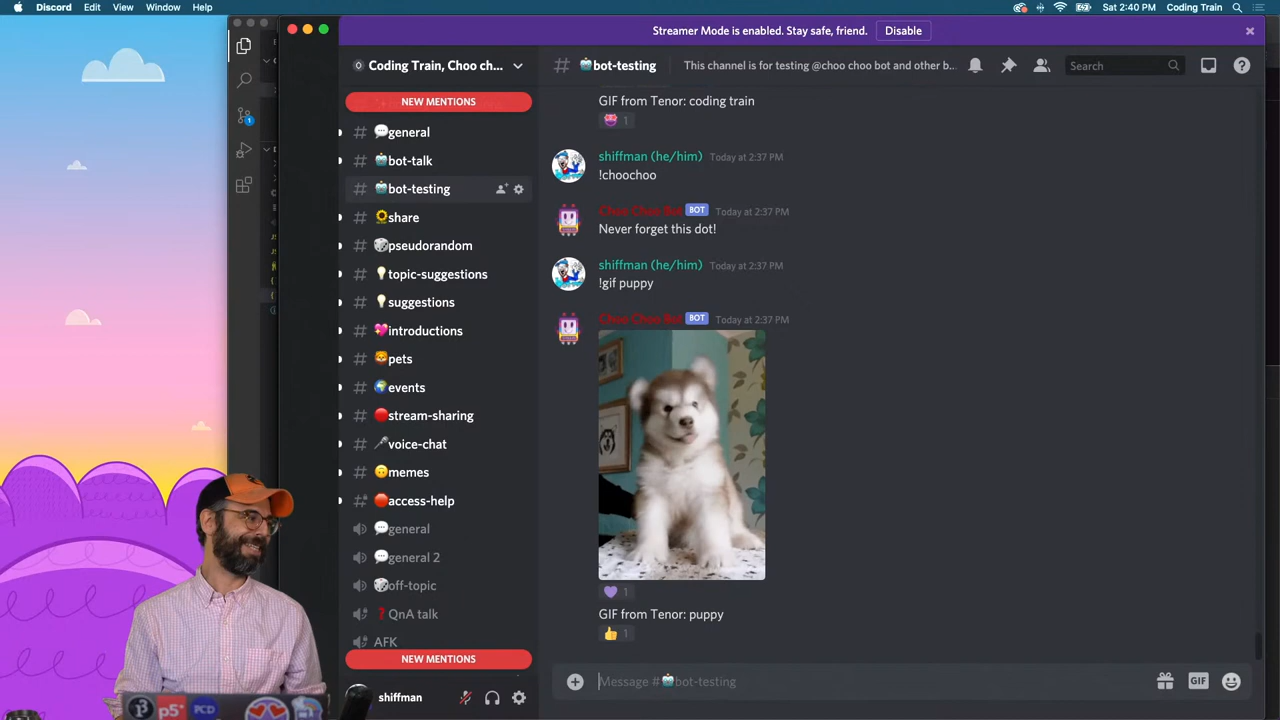 Discord Edit View Window Help
Sat 2:40 PM Coding Train
Streamer Mode is enabled. Stay safe, friend. Disable
Coding Train, Choo ch...
NEW MENTIONS
general
bot-talk
bot-testing
share
pseudorandom
topic-suggestions
suggestions
introductions
pets
events
stream-sharing
voice-chat
memes
access-help
general
general 2
off-topic
QnA talk
AFK
NEW MENTIONS
shiffman
# bot-testing This channel is for testing @choo choo bot and other b... Search
GIF from Tenor: coding train
1
shiffman (he/him) Today at 2:37 PM
!choochoo
Choo Choo Bot BOT Today at 2:37 PM
Never forget this dot!
shiffman (he/him) Today at 2:37 PM
!gif puppy
Choo Choo Bot BOT Today at 2:37 PM
1
GIF from Tenor: puppy
1
Message #bot-testing
GIF
p5*
PCD